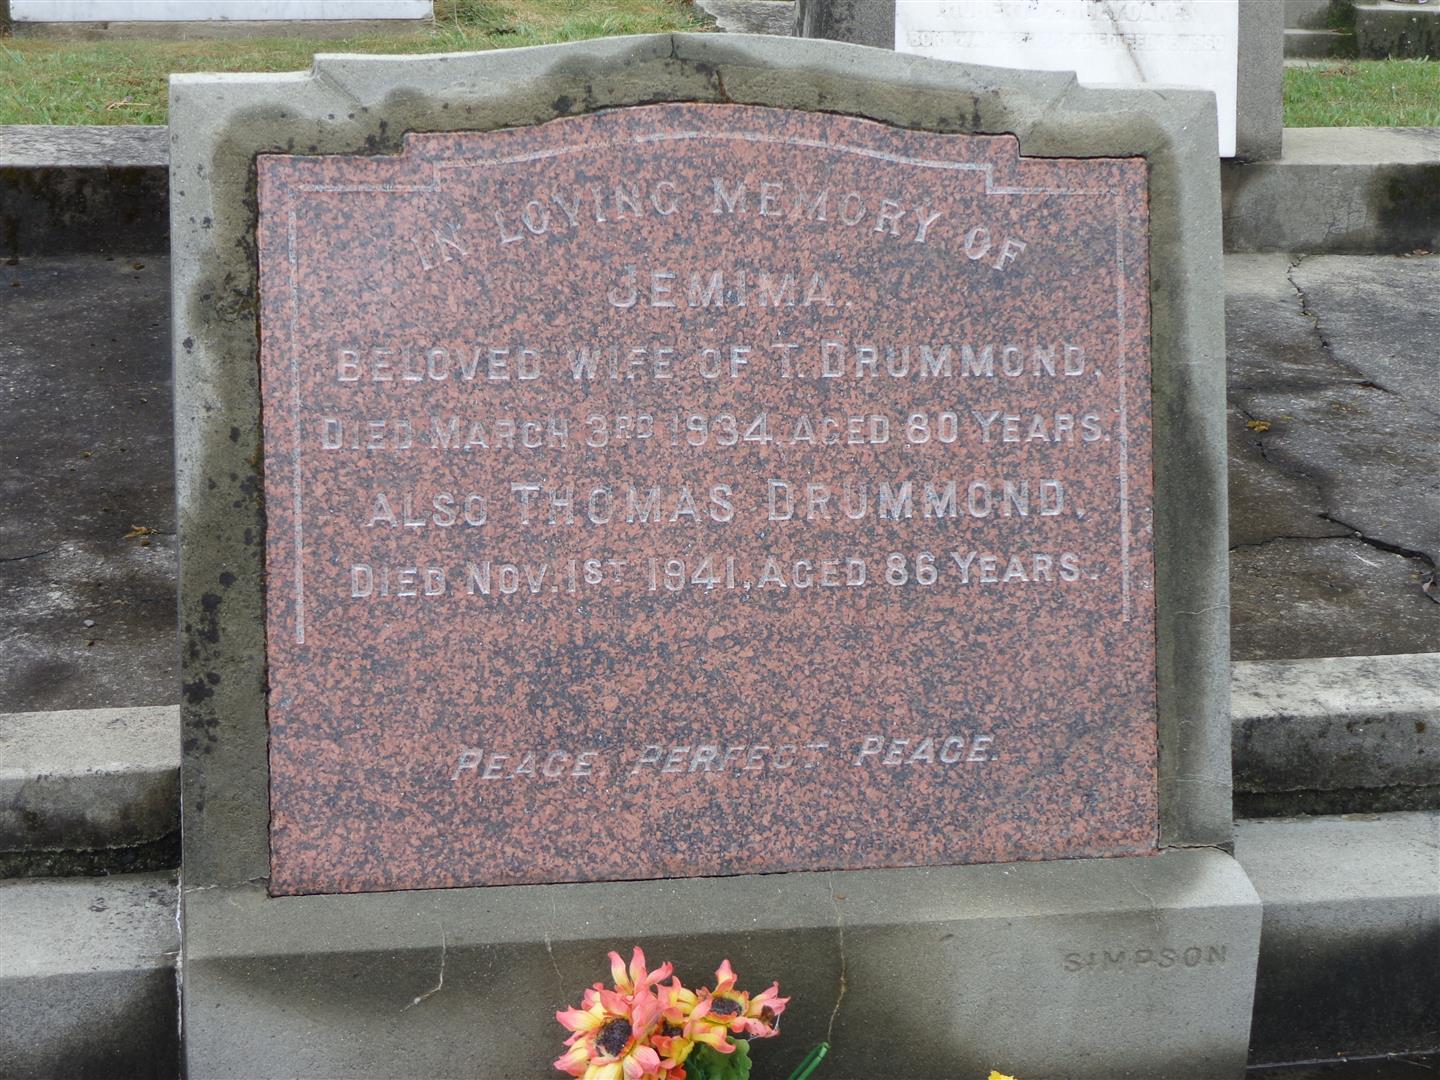 IN LOVING MEMORY OF
JEMIMA.
BELOVED WIFE OF T. DRUMMOND,
DIED MARCH 3RD 1934, AGED 80 YEARS.
ALSO THOMAS DRUMMOND,
DIED NOV. 1ST 1941, AGED 86 YEARS.
PEACE PERFECT PEACE.
SIMPSON